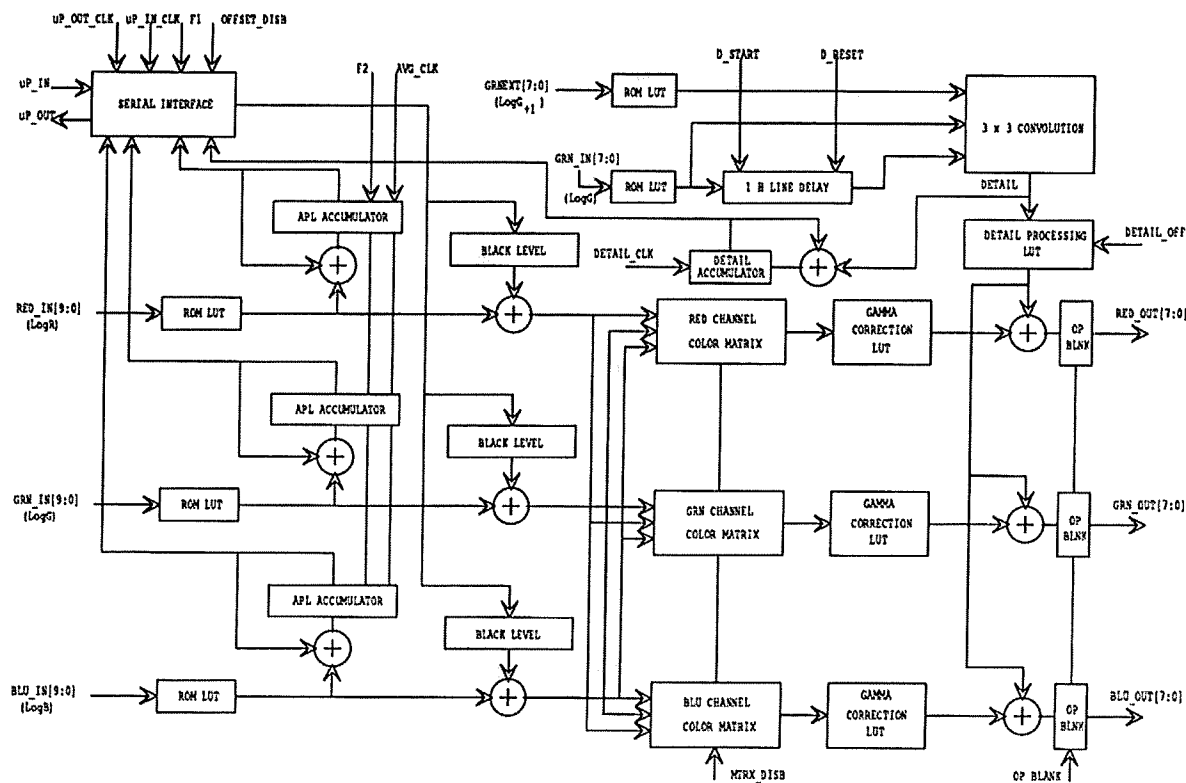 uP_OUT_CLK uP_IN_CLK F1 OFFSET_DISB
uP_IN
uP_OUT
SERIAL INTERFACE
F2 AVG_CLK
D_START D_RESET
GRNEXT[7:0]
(LogG+1)
ROM LUT
3 x 3 CONVOLUTION
GRN_IN[7:0]
(LogG)
ROM LUT
1 H LINE DELAY
DETAIL
APL ACCUMULATOR
+
BLACK LEVEL
DETAIL_CLK
DETAIL
ACCUMULATOR
+
DETAIL PROCESSING
LUT
DETAIL_OFF
RED_IN[9:0]
(LogR)
ROM LUT
+
RED CHANNEL
COLOR MATRIX
GAMMA
CORRECTION
LUT
+
OP
BLNK
RED_OUT[7:0]
APL ACCUMULATOR
+
BLACK LEVEL
GRN_IN[9:0]
(LogG)
ROM LUT
+
GRN CHANNEL
COLOR MATRIX
GAMMA
CORRECTION
LUT
+
OP
BLNK
GRN_OUT[7:0]
APL ACCUMULATOR
+
BLACK LEVEL
BLU_IN[9:0]
(LogB)
ROM LUT
+
BLU CHANNEL
COLOR MATRIX
GAMMA
CORRECTION
LUT
+
OP
BLNK
BLU_OUT[7:0]
MTRX_DISB
OP BLANK